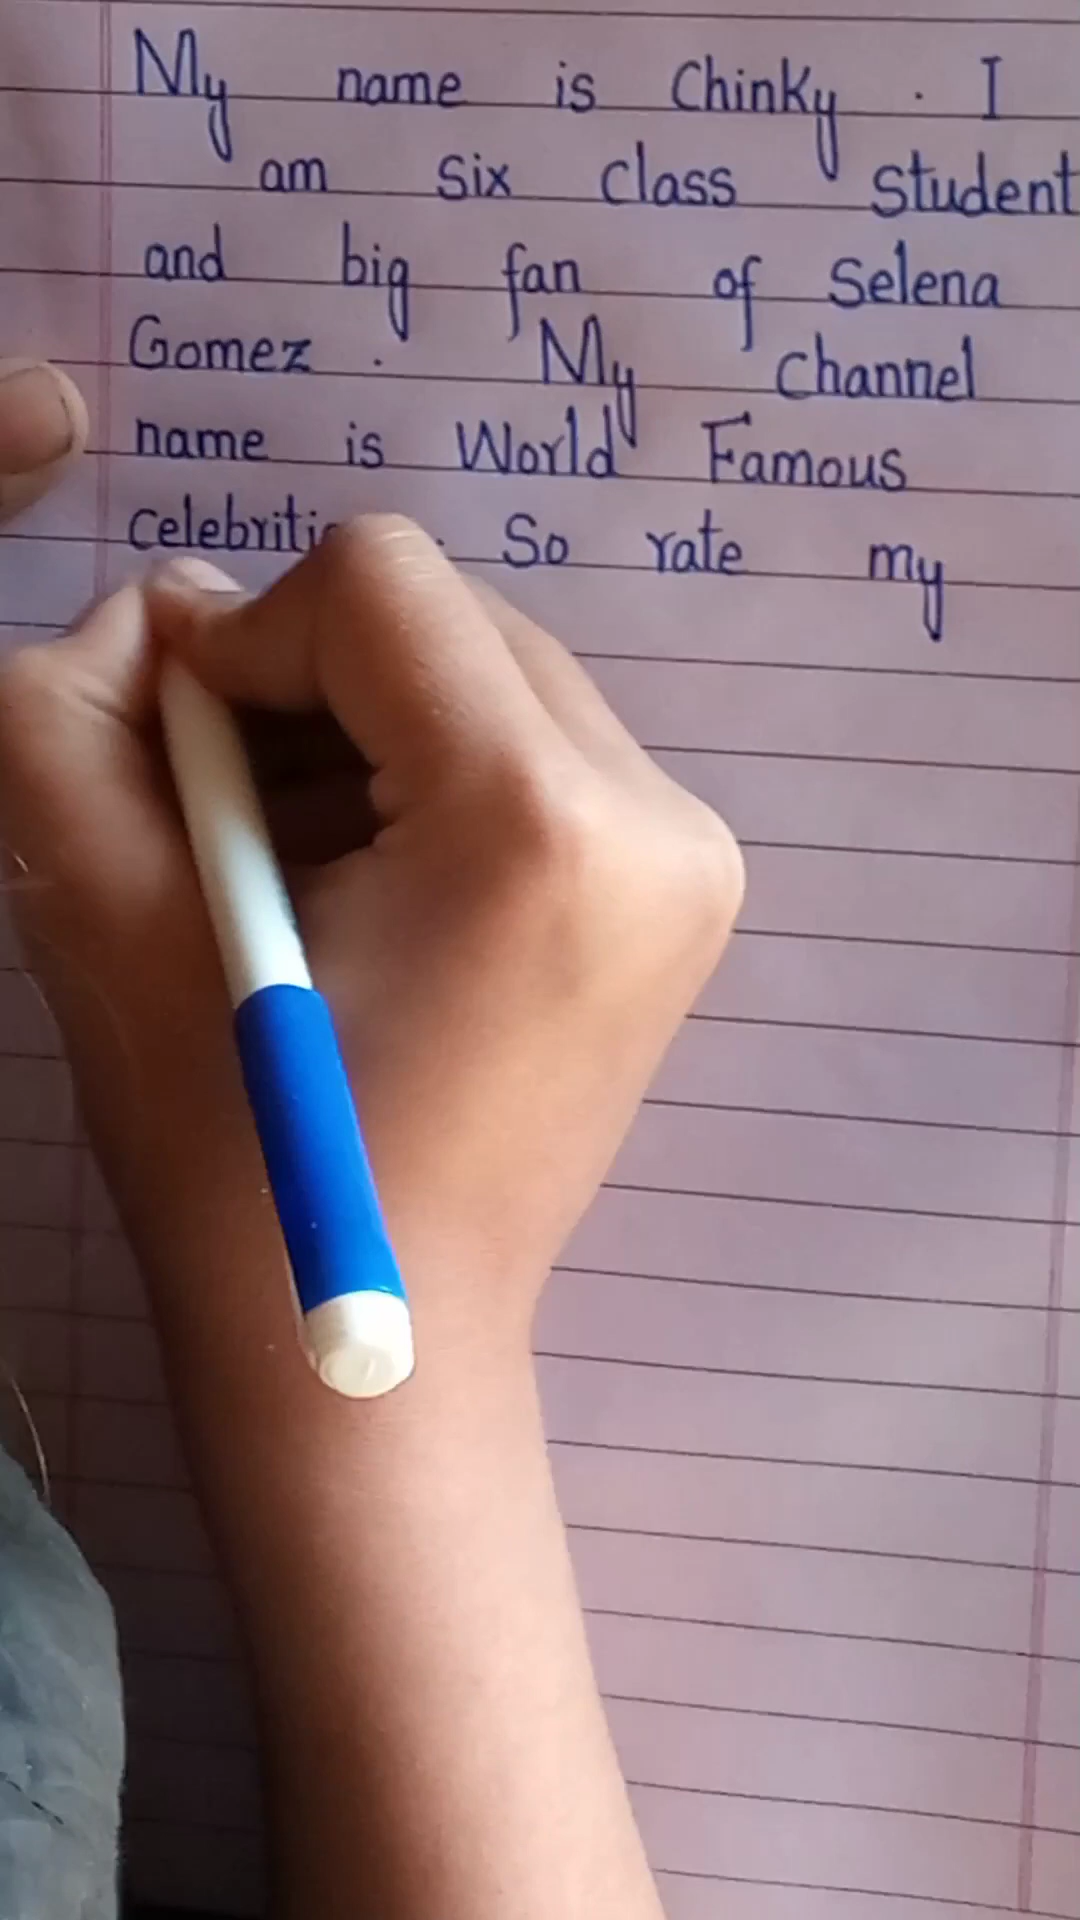 My name is Chinky . I
am six class student
and big fan of Selena
Gomez . My channel
name is World Famous
. So rate my